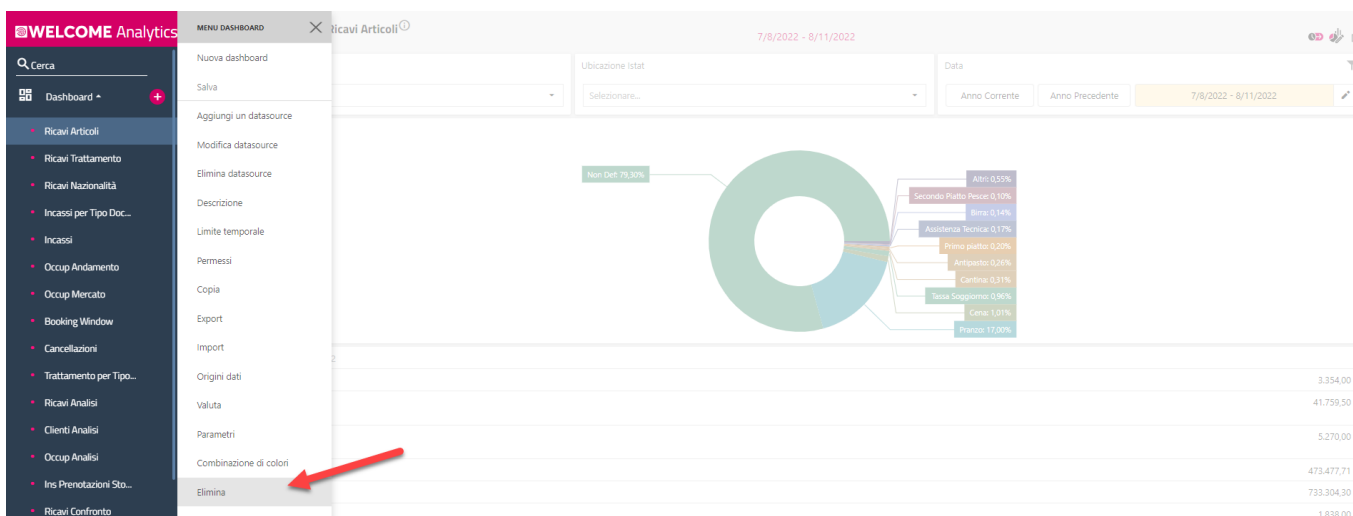 WELCOME Analytics
Cerca
Dashboard
Ricavi Articoli
Ricavi Trattamento
Ricavi Nazionalità
Incassi per Tipo Doc...
Incassi
Occup Andamento
Occup Mercato
Booking Window
Cancellazioni
Trattamento per Tipo...
Ricavi Analisi
Clienti Analisi
Occup Analisi
Ins Prenotazioni Sto...
Ricavi Confronto
MENU DASHBOARD
Nuova dashboard
Salva
Aggiungi un datasource
Modifica datasource
Elimina datasource
Descrizione
Limite temporale
Permessi
Copia
Export
Import
Origini dati
Valuta
Parametri
Combinazione di colori
Elimina
Ricavi Articoli
7/8/2022 - 8/11/2022
Ubicazione Istat
Selezionare...
Data
Anno Corrente
Anno Precedente
7/8/2022 - 8/11/2022
Non Def: 79,30%
Altri: 0,55%
Secondo Piatto Pesce: 0,10%
Birra: 0,14%
Assistenza Tecnica: 0,17%
Primo piatto: 0,20%
Antipasto: 0,26%
Cantina: 0,31%
Tassa Soggiorno: 0,96%
Cena: 1,01%
Pranzo: 17,00%
2
3.354,00
41.759,50
5.270,00
473.477,71
733.304,30
1.838,00